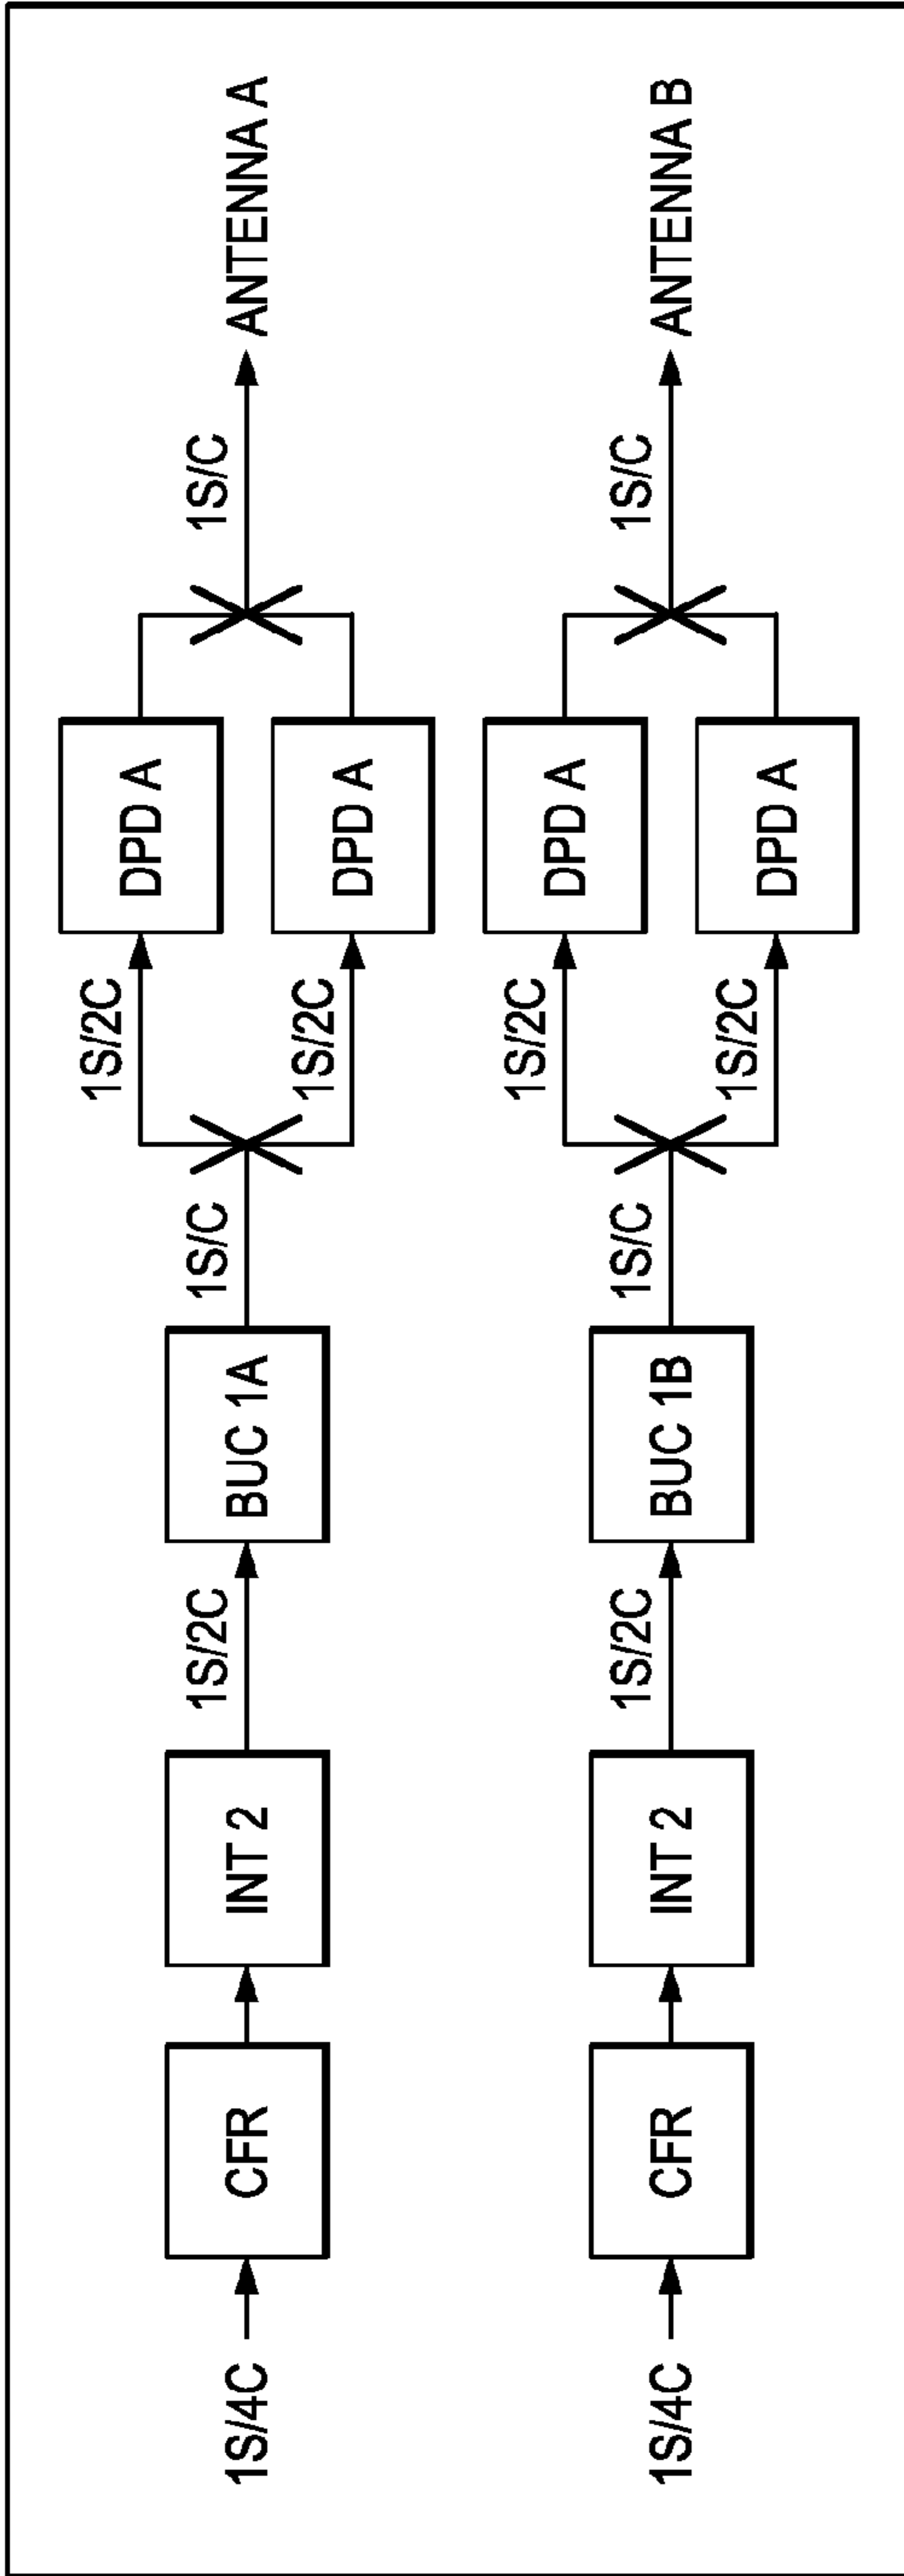 1S/4C
CFR
INT 2
1S/2C
BUC 1A
1S/C
1S/2C
1S/2C
DPD A
DPD A
1S/C
ANTENNA A
1S/4C
CFR
INT 2
1S/2C
BUC 1B
1S/C
1S/2C
1S/2C
DPD A
DPD A
1S/C
ANTENNA B